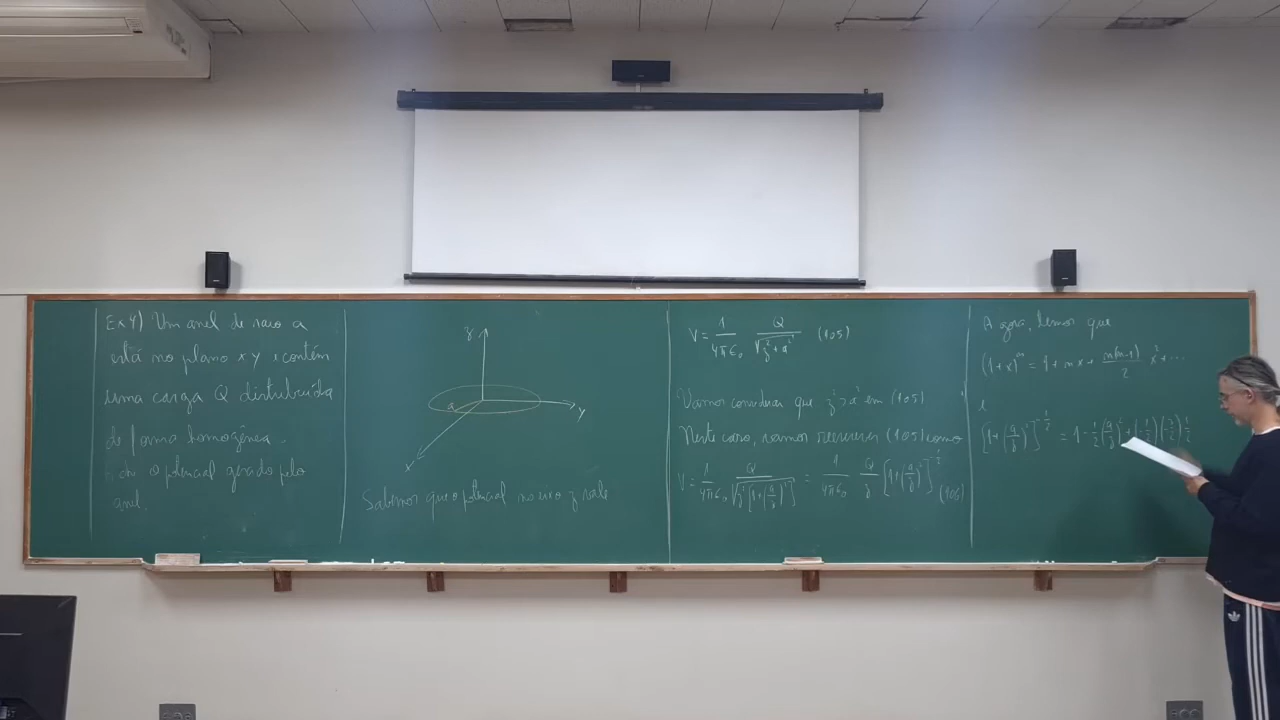 Ex 4) Um anel de raio a
está no plano x y e contém
uma carga Q distribuída
de forma homogênea.
o potencial gerado pelo
anel.
z
a
y
x
Sabemos que o potencial no eixo z vale
V = 1/4πε₀ Q/√(z² + a²) (105)
Vamos considerar que z² > a² em (105)
Neste caso, vamos reescrever (105) como
V = 1/4πε₀ Q/√(z²[1+(a/z)²]) = 1/4πε₀ Q/z [1+(a/z)²]^(-1/2) (106)
A agora, temos que
(1+x)ⁿ = 1 + nx + n(n-1)/2 x² + ...
e
[1+(a/z)²]^(-1/2) = 1 - 1/2 (a/z)² + (-1/2)(-3/2) 1/2